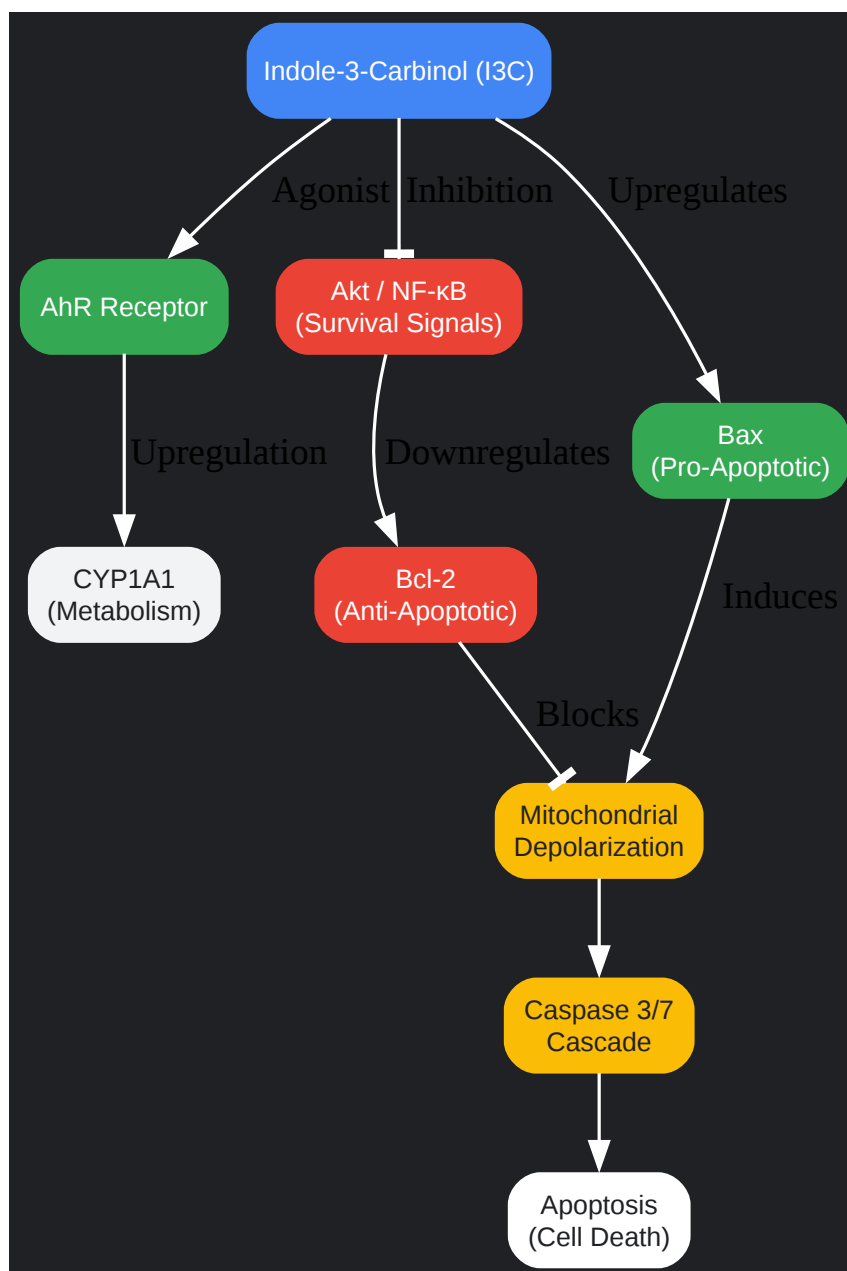 Indole-3-Carbinol (I3C)
Agonist
Inhibition
Upregulates
AhR Receptor
Akt / NF-κB
(Survival Signals)
Bax
(Pro-Apoptotic)
Upregulation
Downregulates
CYP1A1
(Metabolism)
Bcl-2
(Anti-Apoptotic)
Induces
Blocks
Mitochondrial
Depolarization
Caspase 3/7
Cascade
Apoptosis
(Cell Death)